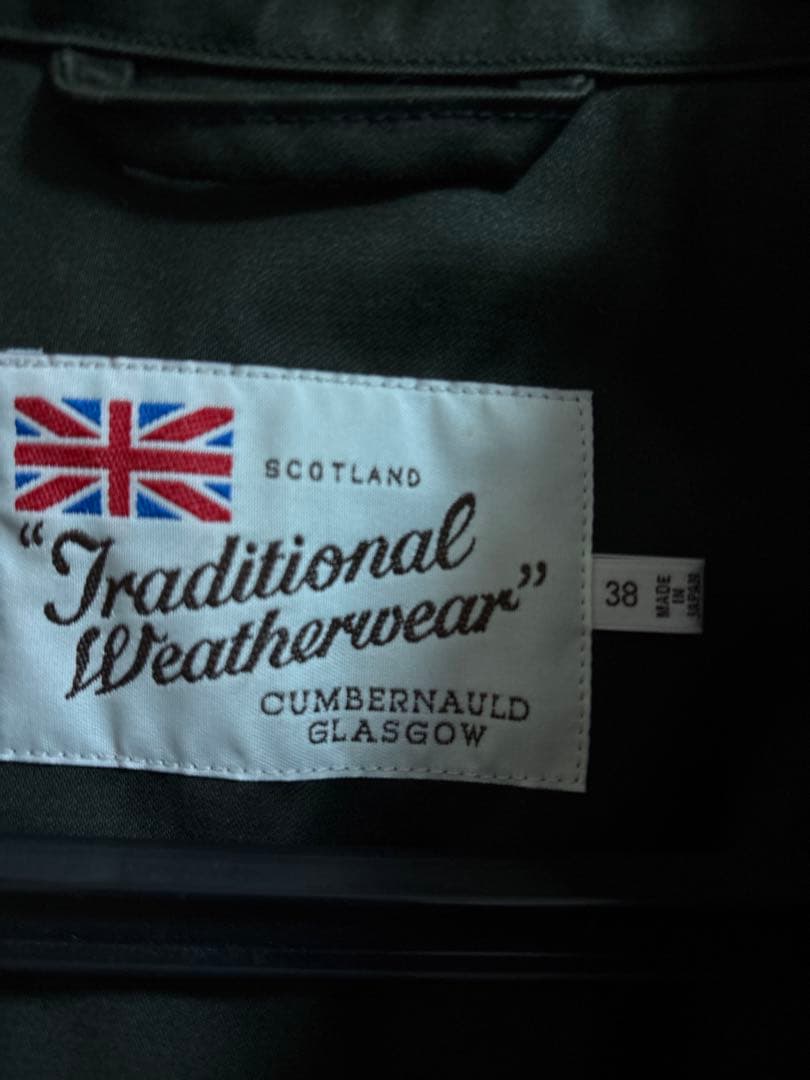 SCOTLAND
"Traditional
Weatherwear"
CUMBERNAULD
GLASGOW
38
MADE
IN
JAPAN